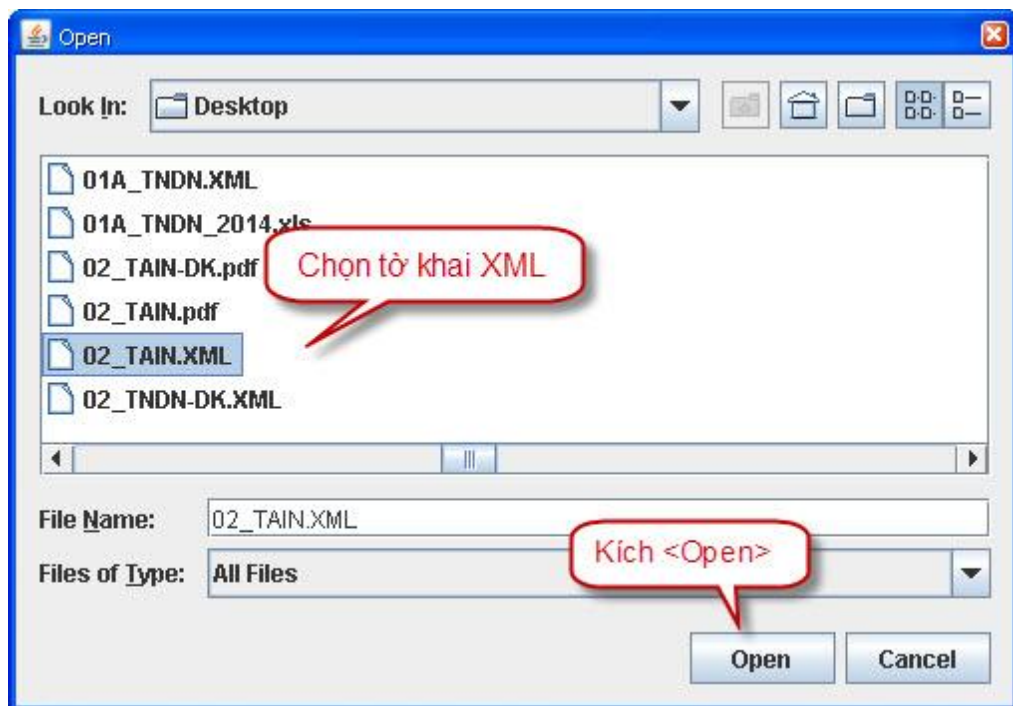 Open
Look In: Desktop
01A_TNDN.XML
01A_TNDN_2014.xls
02_TAIN-DK.pdf
Chọn tờ khai XML
02_TAIN.pdf
02_TAIN.XML
02_TNDN-DK.XML
File Name: 02_TAIN.XML
Kích <Open>
Files of Type: All Files
Open Cancel